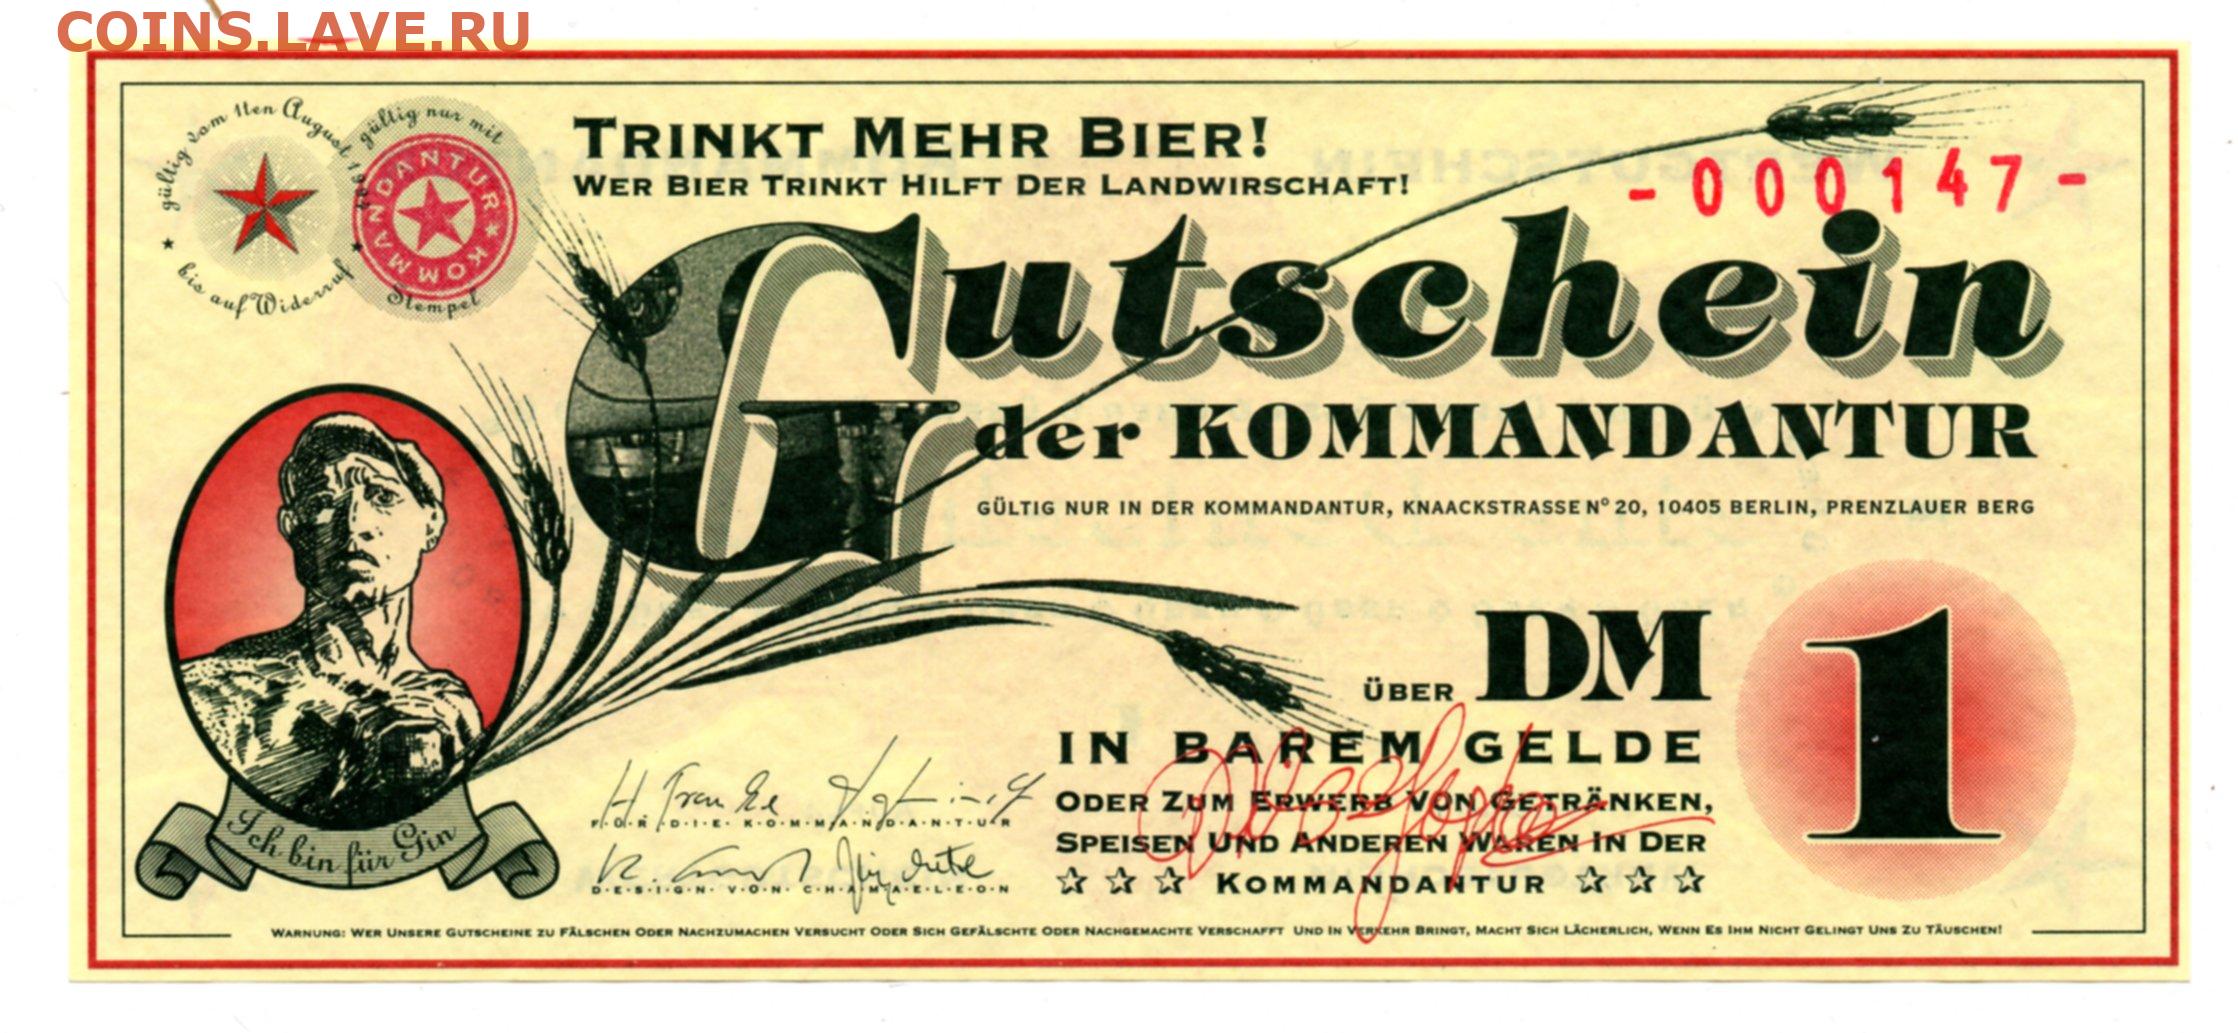 COINS.LAVE.RU
gültig vom 1ten August
★ bis auf Widerruf ★
gültig nur mit
KOMMANDANTUR ★
Stempel
TRINKT MEHR BIER!
WER BIER TRINKT HILFT DER LANDWIRSCHAFT!
-000147-
Gutschein
der KOMMANDANTUR
GÜLTIG NUR IN DER KOMMANDANTUR, KNAACKSTRASSE Nº 20, 10405 BERLIN, PRENZLAUER BERG
ÜBER DM 1
IN BAREM GELDE
ODER ZUM ERWERB VON GETRÄNKEN,
SPEISEN UND ANDEREN WAREN IN DER
☆ ☆ ☆ KOMMANDANTUR ☆ ☆ ☆
H. Franke
F·Ü·R·D·I·E·K·O·M·M·A·N·D·A·N·T·U·R
D·E·S·I·G·N·V·O·N·C·H·A·M·A·E·L·E·O·N
Ich bin für Gin
WARNUNG: WER UNSERE GUTSCHEINE ZU FÄLSCHEN ODER NACHZUMACHEN VERSUCHT ODER SICH GEFÄLSCHTE ODER NACHGEMACHTE VERSCHAFFT UND IN VERKEHR BRINGT, MACHT SICH LÄCHERLICH, WENN ES IHM NICHT GELINGT UNS ZU TÄUSCHEN!